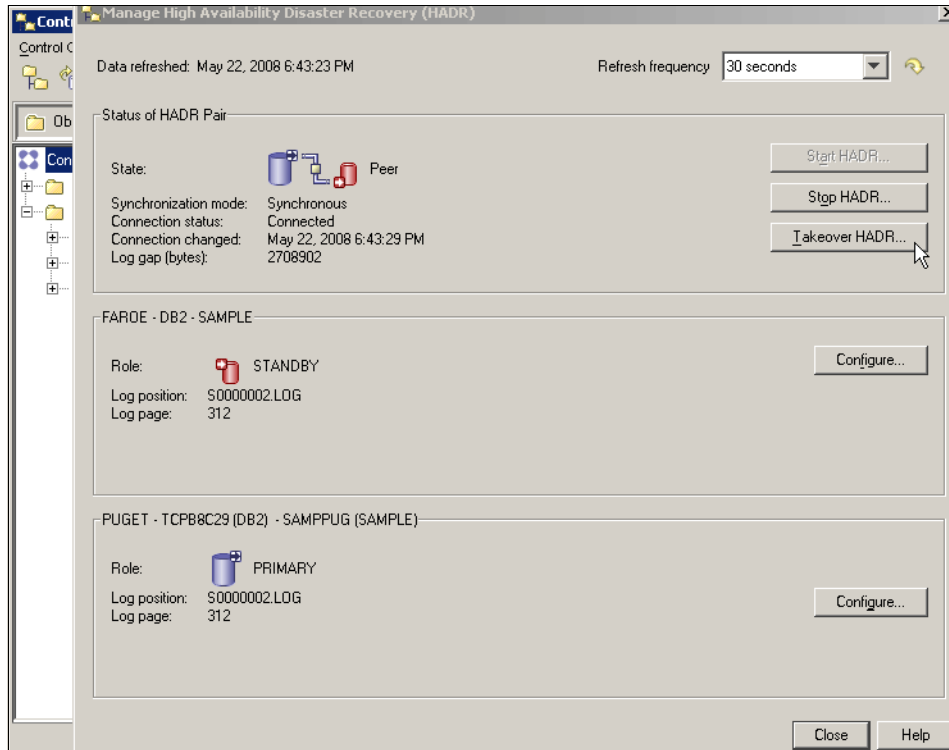 Manage High Availability Disaster Recovery (HADR)
Cont
Control C
Ob
Con
Data refreshed: May 22, 2008 6:43:23 PM
Refresh frequency 30 seconds
Status of HADR Pair
State: Peer
Start HADR...
Synchronization mode: Synchronous
Stop HADR...
Connection status: Connected
Connection changed: May 22, 2008 6:43:29 PM
Takeover HADR...
Log gap (bytes): 2708902
FAROE - DB2 - SAMPLE
Role: STANDBY
Configure...
Log position: S0000002.LOG
Log page: 312
PUGET - TCPB8C29 (DB2) - SAMPPUG (SAMPLE)
Role: PRIMARY
Log position: S0000002.LOG
Configure...
Log page: 312
Close Help